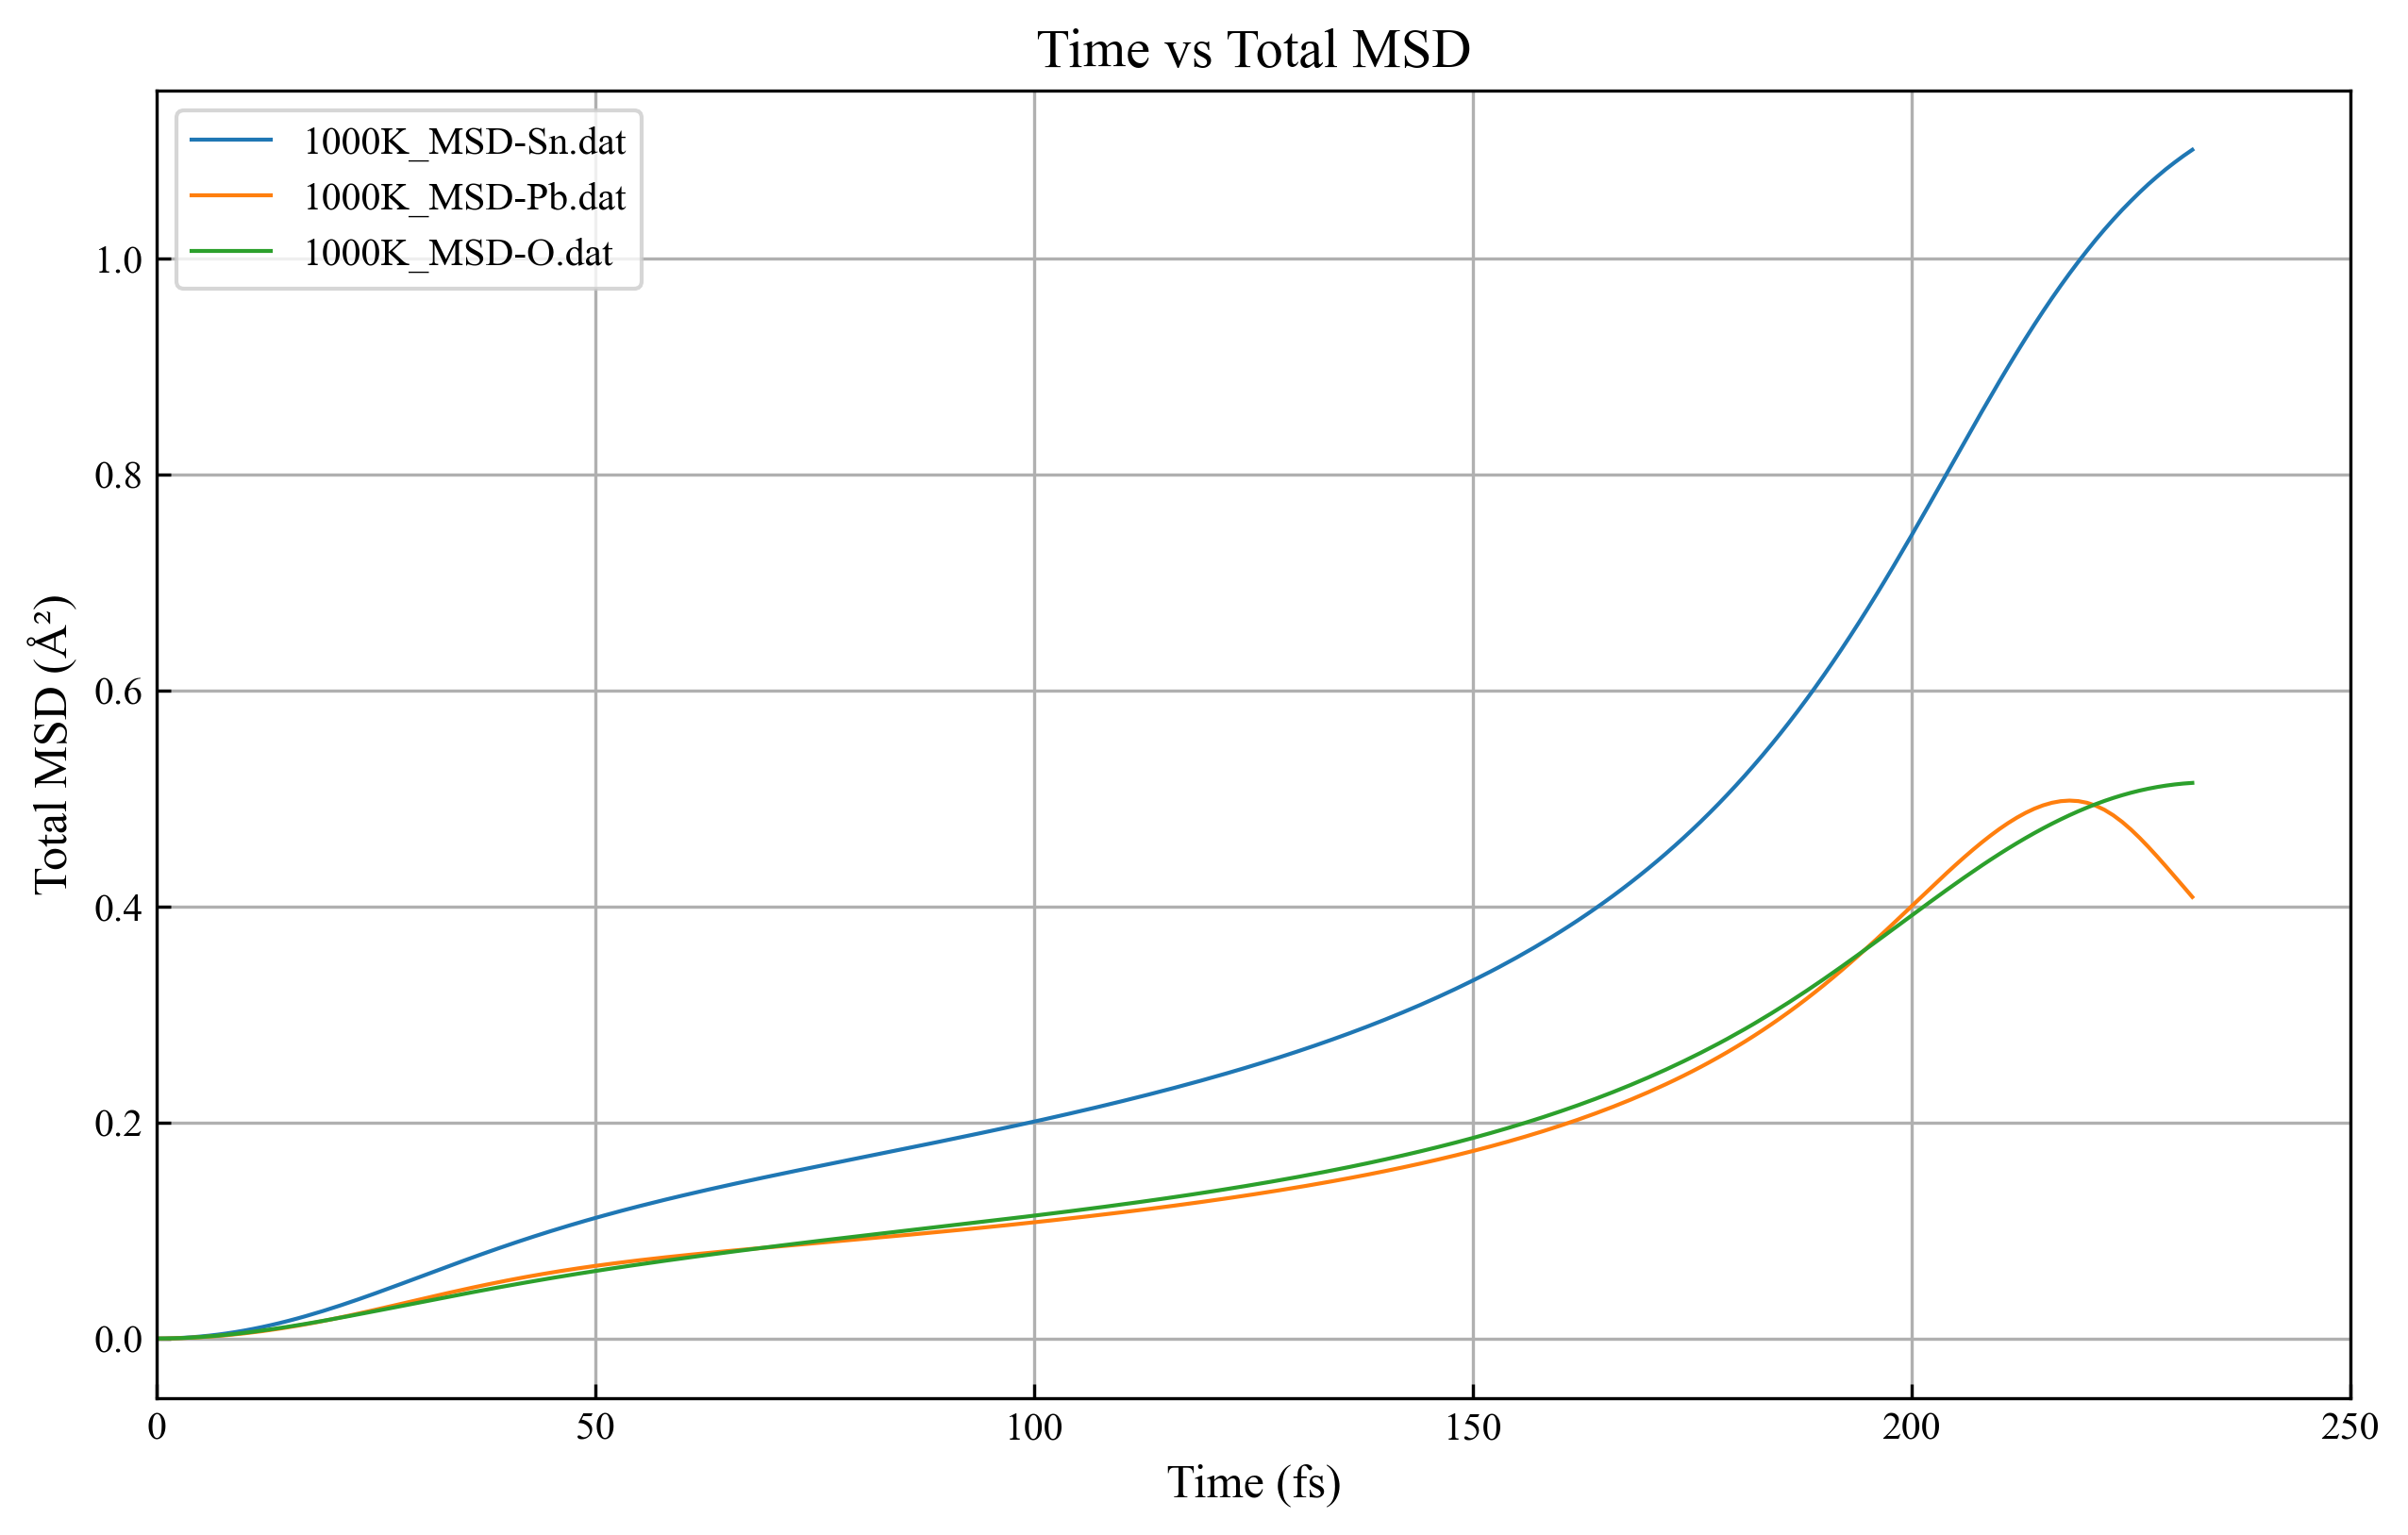 Time vs Total MSD
1000K_MSD-Sn.dat
1000K_MSD-Pb.dat
1000K_MSD-O.dat
Total MSD (Å²)
1.0
0.8
0.6
0.4
0.2
0.0
0 50 100 150 200 250
Time (fs)